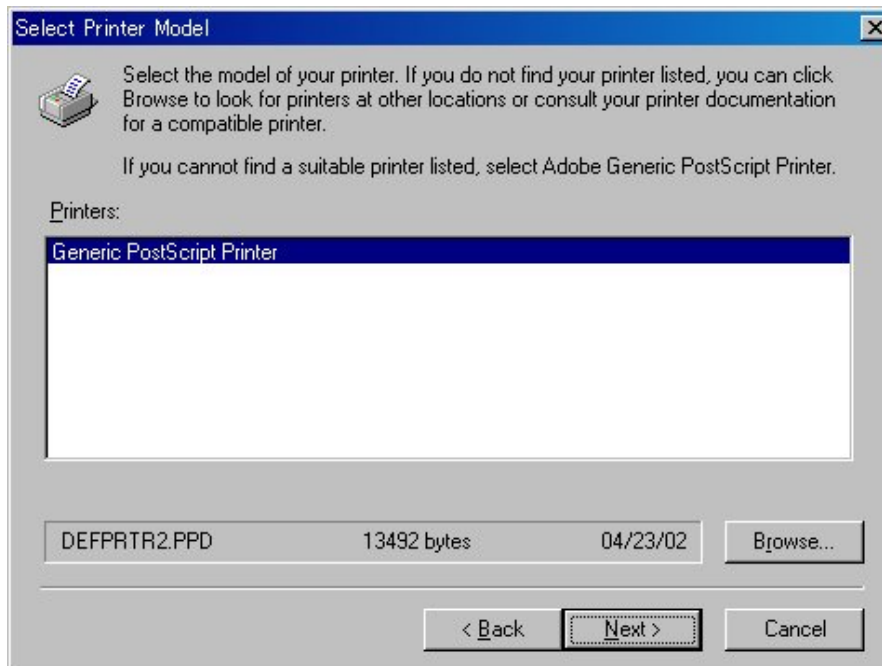 Select Printer Model
Select the model of your printer. If you do not find your printer listed, you can click
Browse to look for printers at other locations or consult your printer documentation
for a compatible printer.
If you cannot find a suitable printer listed, select Adobe Generic PostScript Printer.
Printers:
Generic PostScript Printer
DEFPRTR2.PPD 13492 bytes 04/23/02 Browse...
< Back Next > Cancel